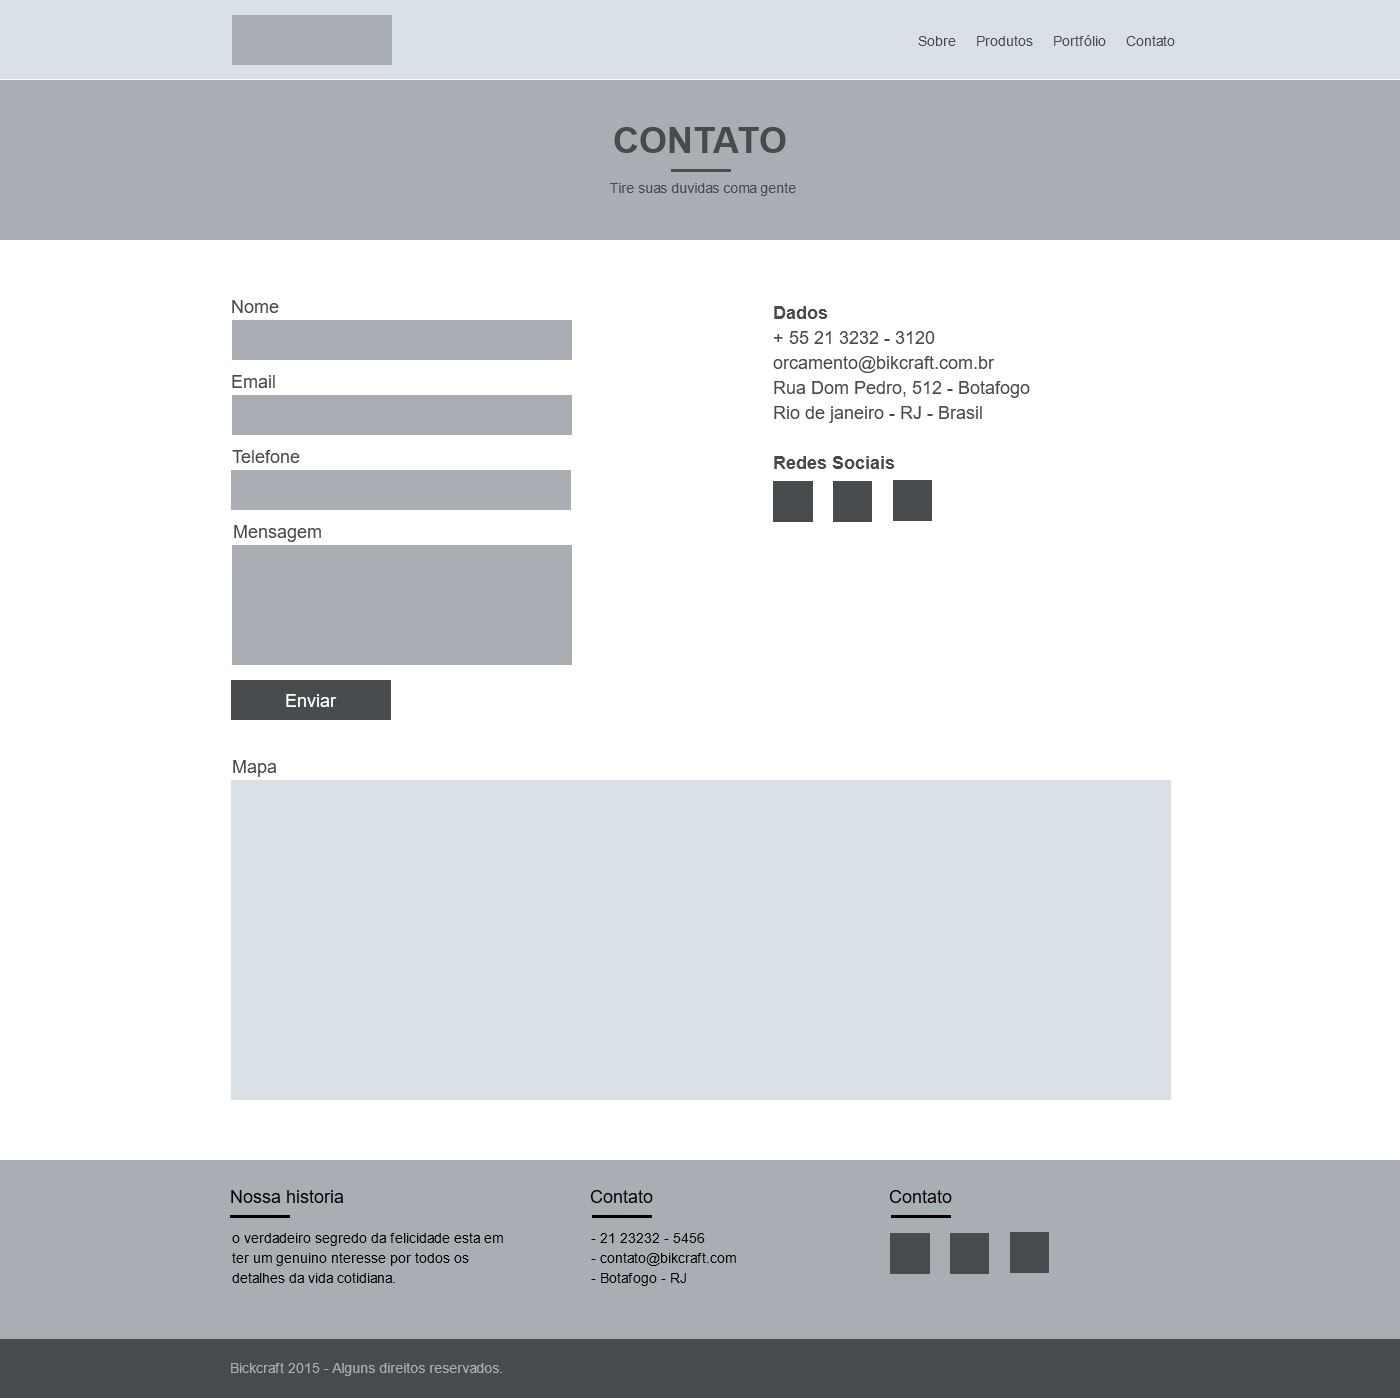 Sobre Produtos Portfólio Contato
CONTATO
Tire suas duvidas coma gente
Nome
Email
Telefone
Mensagem
Enviar
Dados
+ 55 21 3232 - 3120
orcamento@bikcraft.com.br
Rua Dom Pedro, 512 - Botafogo
Rio de janeiro - RJ - Brasil
Redes Sociais
Mapa
Nossa historia
o verdadeiro segredo da felicidade esta em
ter um genuino nteresse por todos os
detalhes da vida cotidiana.
Contato
- 21 23232 - 5456
- contato@bikcraft.com
- Botafogo - RJ
Contato
Bickcraft 2015 - Alguns direitos reservados.